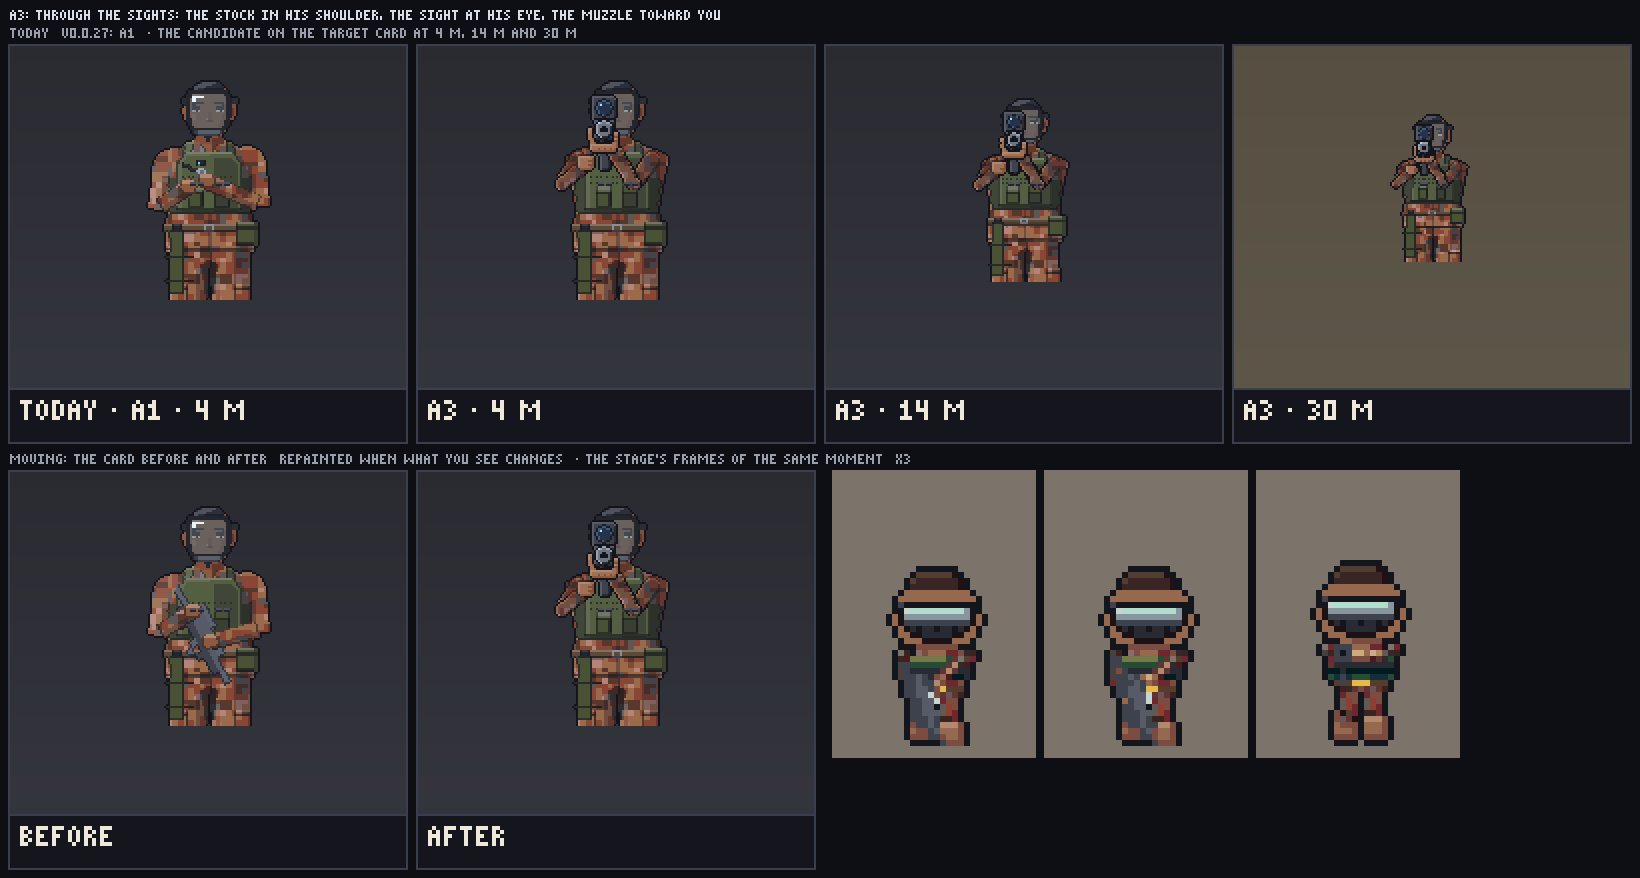 A3: THROUGH THE SIGHTS: THE STOCK IN HIS SHOULDER, THE SIGHT AT HIS EYE, THE MUZZLE TOWARD YOU
TODAY V0.0.27: A1 · THE CANDIDATE ON THE TARGET CARD AT 4 M, 14 M AND 30 M
TODAY · A1 · 4 M
A3 · 4 M
A3 · 14 M
A3 · 30 M
MOVING: THE CARD BEFORE AND AFTER REPAINTED WHEN WHAT YOU SEE CHANGES · THE STAGE'S FRAMES OF THE SAME MOMENT X3
BEFORE
AFTER